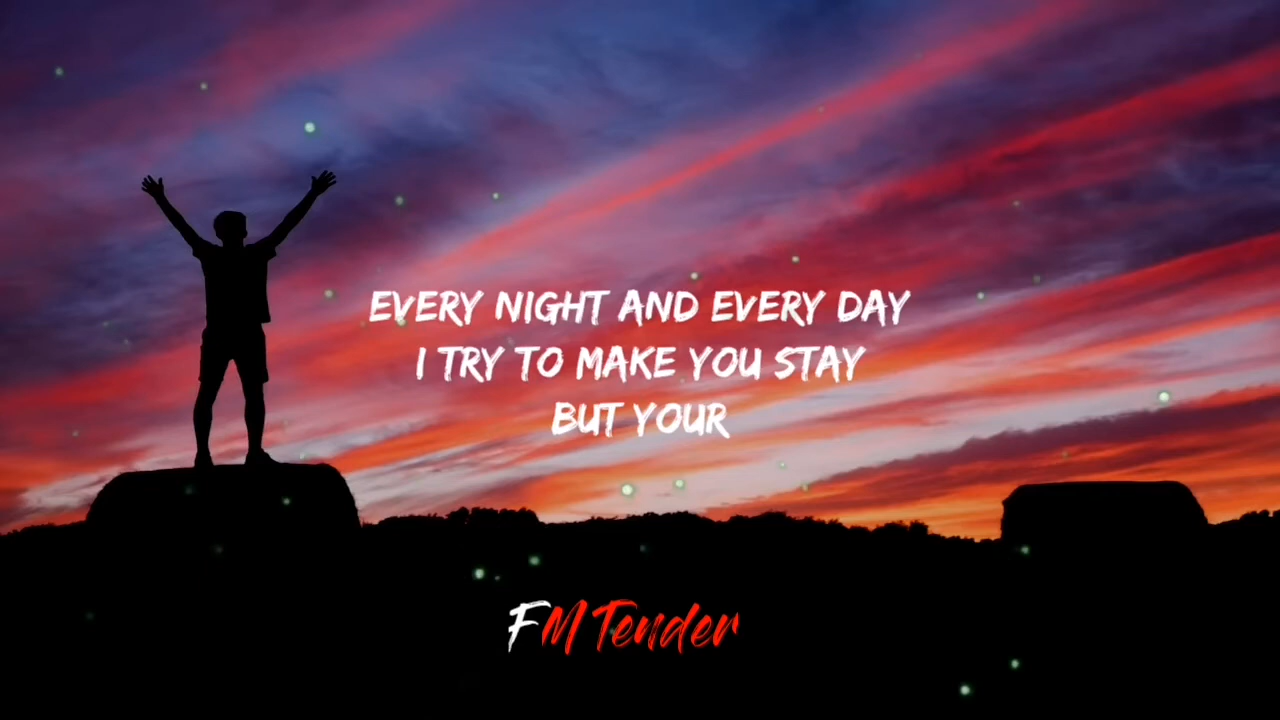 EVERY NIGHT AND EVERY DAY
I TRY TO MAKE YOU STAY
BUT YOUR
FM Tender